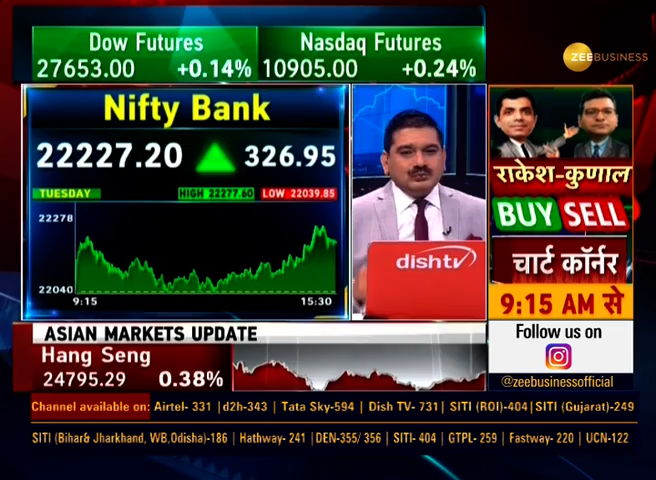 Dow Futures
27653.00 +0.14%
Nasdaq Futures
10905.00 +0.24%
ZEE BUSINESS
Nifty Bank
22227.20 326.95
TUESDAY HIGH 22277.60 LOW 22039.85
22278
22040
9:15 15:30
dishtv
राकेश-कुणाल
BUY SELL
चार्ट कॉर्नर
9:15 AM से
ASIAN MARKETS UPDATE
Hang Seng
24795.29 0.38%
Follow us on
@zeebusinessofficial
Channel available on: Airtel- 331 | d2h-343 | Tata Sky-594 | Dish TV- 731 | SITI (ROI)-404 | SITI (Gujarat)-249
SITI (Bihar& Jharkhand, WB,Odisha)-186 | Hathway- 241 | DEN-355/ 356 | SITI- 404 | GTPL- 259 | Fastway- 220 | UCN-122